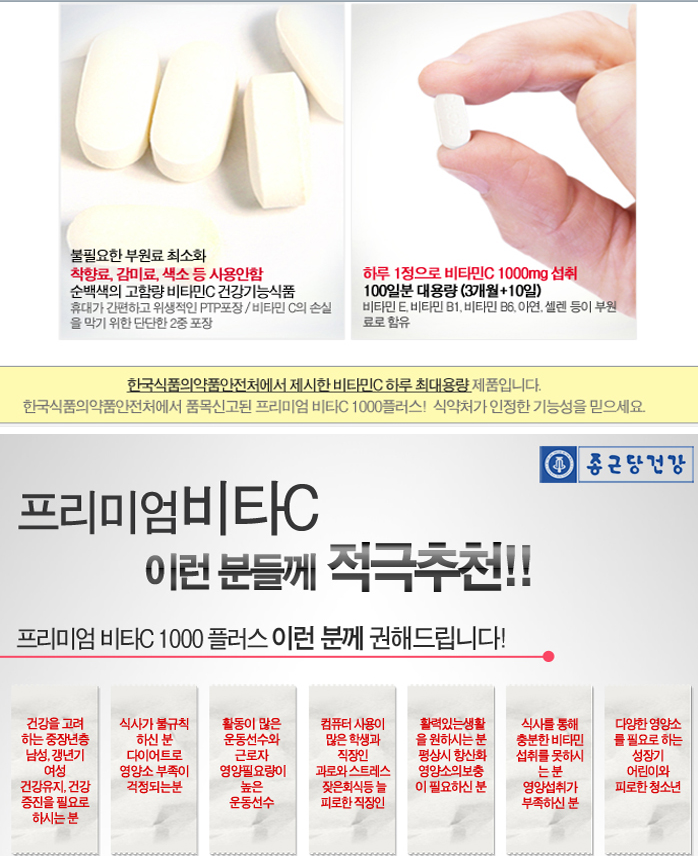 불필요한 부원료 최소화
착향료, 감미료, 색소 등 사용안함
순백색의 고함량 비타민C 건강기능식품
휴대가 간편하고 위생적인 PTP포장 / 비타민 C의 손실
을 막기 위한 단단한 2중 포장
하루 1정으로 비타민C 1000mg 섭취
100일분 대용량 (3개월+10일)
비타민 E, 비타민 B1, 비타민 B6, 아연, 셀렌 등이 부원
료로 함유
한국식품의약품안전처에서 제시한 비타민C 하루 최대용량 제품입니다.
한국식품의약품안전처에서 품목신고된 프리미엄 비타C 1000플러스! 식약처가 인정한 기능성을 믿으세요.
종근당건강
프리미엄비타C
이런 분들께 적극추천!!
프리미엄 비타C 1000 플러스 이런 분께 권해드립니다!
건강을 고려
하는 중장년층
남성, 갱년기
여성
건강유지, 건강
증진을 필요로
하시는 분
식사가 불규칙
하신 분
다이어트로
영양소 부족이
걱정되는분
활동이 많은
운동선수와
근로자
영양필요량이
높은
운동선수
컴퓨터 사용이
많은 학생과
직장인
과로와 스트레스
잦은회식등 늘
피로한 직장인
활력있는생활
을 원하시는 분
평상시 항산화
영양소의보충
이 필요하신 분
식사를 통해
충분한 비타민
섭취를 못하시
는 분
영양섭취가
부족하신 분
다양한 영양소
를 필요로 하는
성장기
어린이와
피로한 청소년